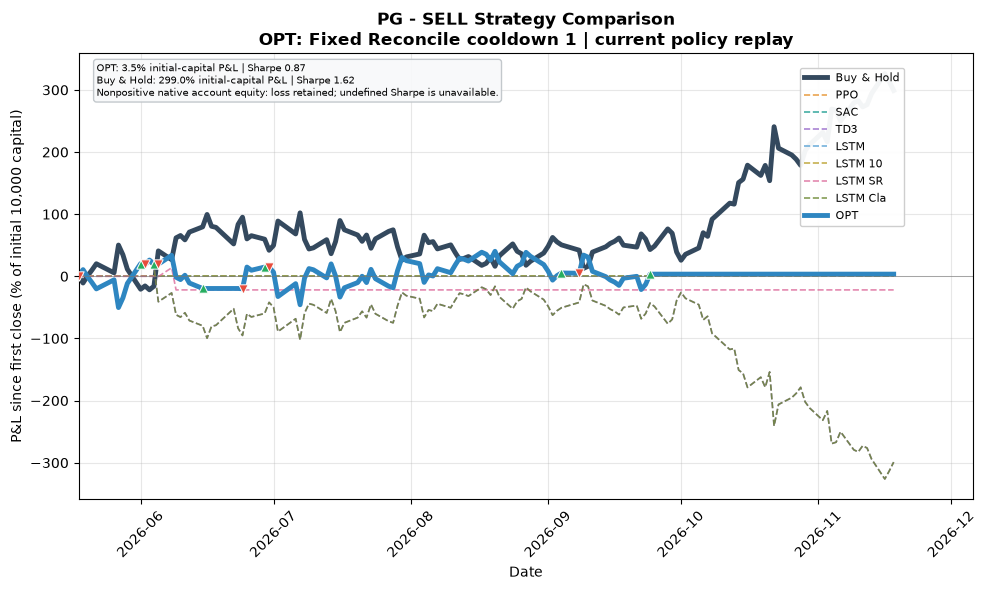 PG - SELL Strategy Comparison
OPT: Fixed Reconcile cooldown 1 | current policy replay
OPT: 3.5% initial-capital P&L | Sharpe 0.87
Buy & Hold: 299.0% initial-capital P&L | Sharpe 1.62
Nonpositive native account equity: loss retained; undefined Sharpe is unavailable.
Buy & Hold
PPO
SAC
TD3
LSTM
LSTM 10
LSTM SR
LSTM Cla
OPT
P&L since first close (% of initial 10,000 capital)
300
200
100
0
−100
−200
−300
2026-06
2026-07
2026-08
2026-09
2026-10
2026-11
2026-12
Date